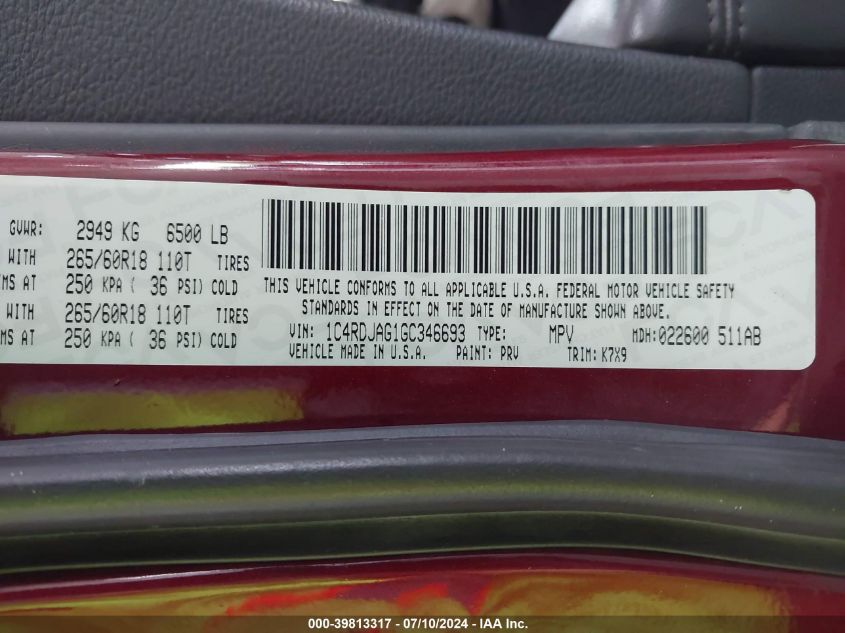 GVWR: 2949 KG 6500 LB
WITH 265/60R18 110T TIRES
MS AT 250 KPA ( 36 PSI) COLD
WITH 265/60R18 110T TIRES
MS AT 250 KPA ( 36 PSI) COLD
THIS VEHICLE CONFORMS TO ALL APPLICABLE U.S.A. FEDERAL MOTOR VEHICLE SAFETY
STANDARDS IN EFFECT ON THE DATE OF MANUFACTURE SHOWN ABOVE.
VIN: 1C4RDJAG1GC346693 TYPE: MPV MDH:022600 511AB
VEHICLE MADE IN U.S.A. PAINT: PRV TRIM: K7X9
000-39813317 - 07/10/2024 - IAA Inc.